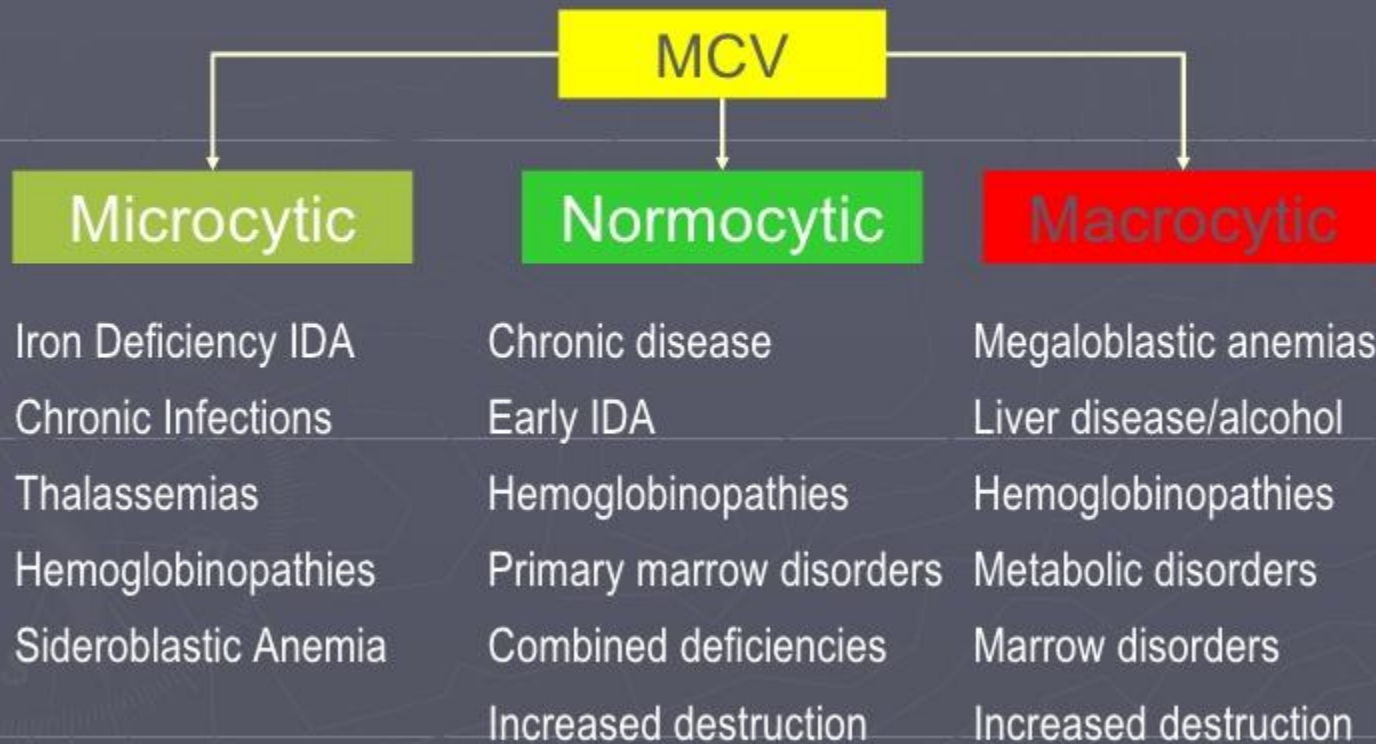 MCV
Microcytic
Normocytic
Macrocytic
Iron Deficiency IDA
Chronic Infections
Thalassemias
Hemoglobinopathies
Sideroblastic Anemia
Chronic disease
Early IDA
Hemoglobinopathies
Primary marrow disorders
Combined deficiencies
Increased destruction
Megaloblastic anemias
Liver disease/alcohol
Hemoglobinopathies
Metabolic disorders
Marrow disorders
Increased destruction